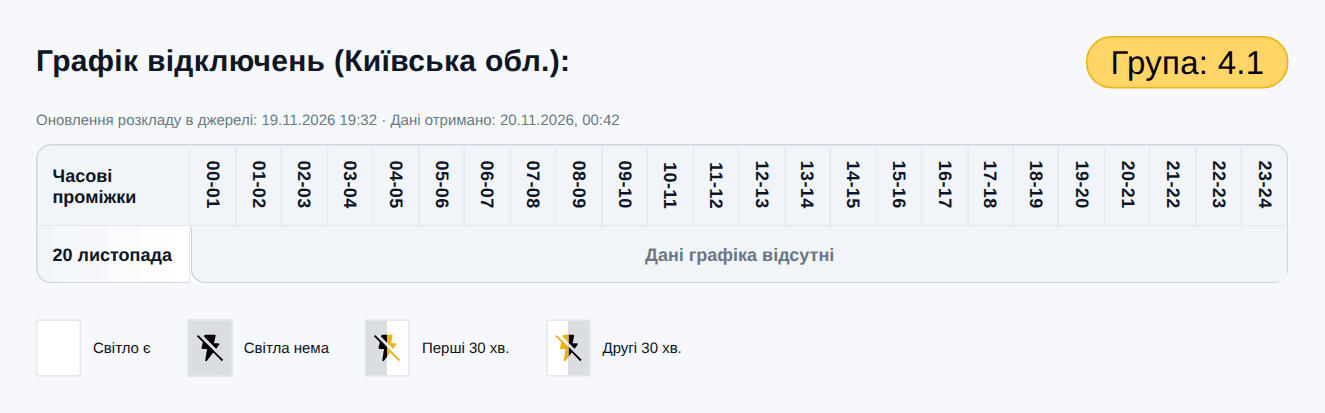 Графік відключень (Київська обл.):
Група: 4.1
Оновлення розкладу в джерелі: 19.11.2026 19:32 · Дані отримано: 20.11.2026, 00:42
Часові
проміжки
00-01
01-02
02-03
03-04
04-05
05-06
06-07
07-08
08-09
09-10
10-11
11-12
12-13
13-14
14-15
15-16
16-17
17-18
18-19
19-20
20-21
21-22
22-23
23-24
20 листопада
Дані графіка відсутні
Світло є
Світла нема
Перші 30 хв.
Другі 30 хв.